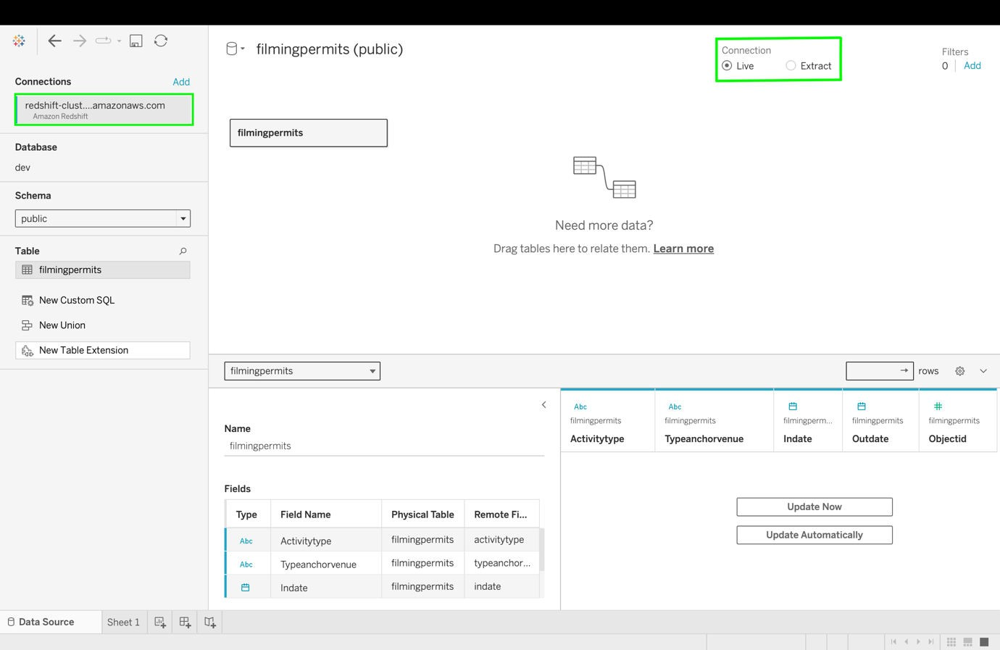 filmingpermits (public)
Connection
Live
Extract
Filters
0
Add
Connections
Add
redshift-clust....amazonaws.com
Amazon Redshift
Database
dev
Schema
public
Table
filmingpermits
New Custom SQL
New Union
New Table Extension
filmingpermits
Need more data?
Drag tables here to relate them. Learn more
filmingpermits
rows
Name
filmingpermits
Fields
Type Field Name Physical Table Remote Fi...
Abc Activitytype filmingpermits activitytype
Abc Typeanchorvenue filmingpermits typeanchor...
Indate filmingpermits indate
Abc Abc #
filmingpermits filmingpermits filmingperm... filmingpermits filmingpermits
Activitytype Typeanchorvenue Indate Outdate Objectid
Update Now
Update Automatically
Data Source
Sheet 1